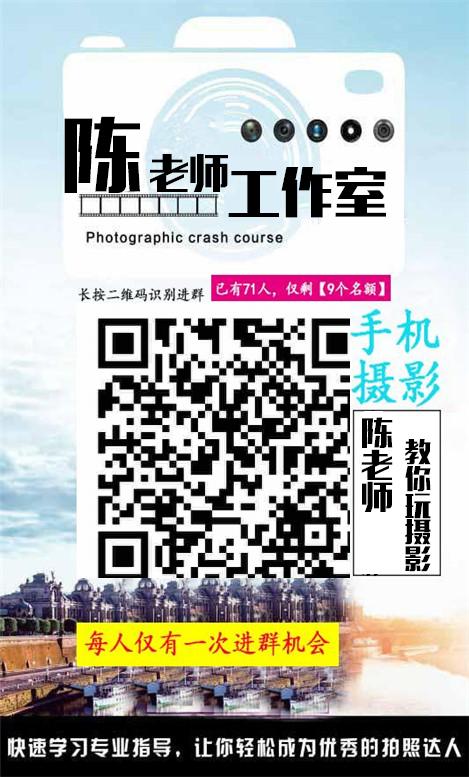 陈老师工作室
Photographic crash course
长按二维码识别进群
已有71人，仅剩【9个名额】
手机
摄影
陈老师
教你玩摄影
每人仅有一次进群机会
快速学习专业指导，让你轻松成为优秀的拍照达人